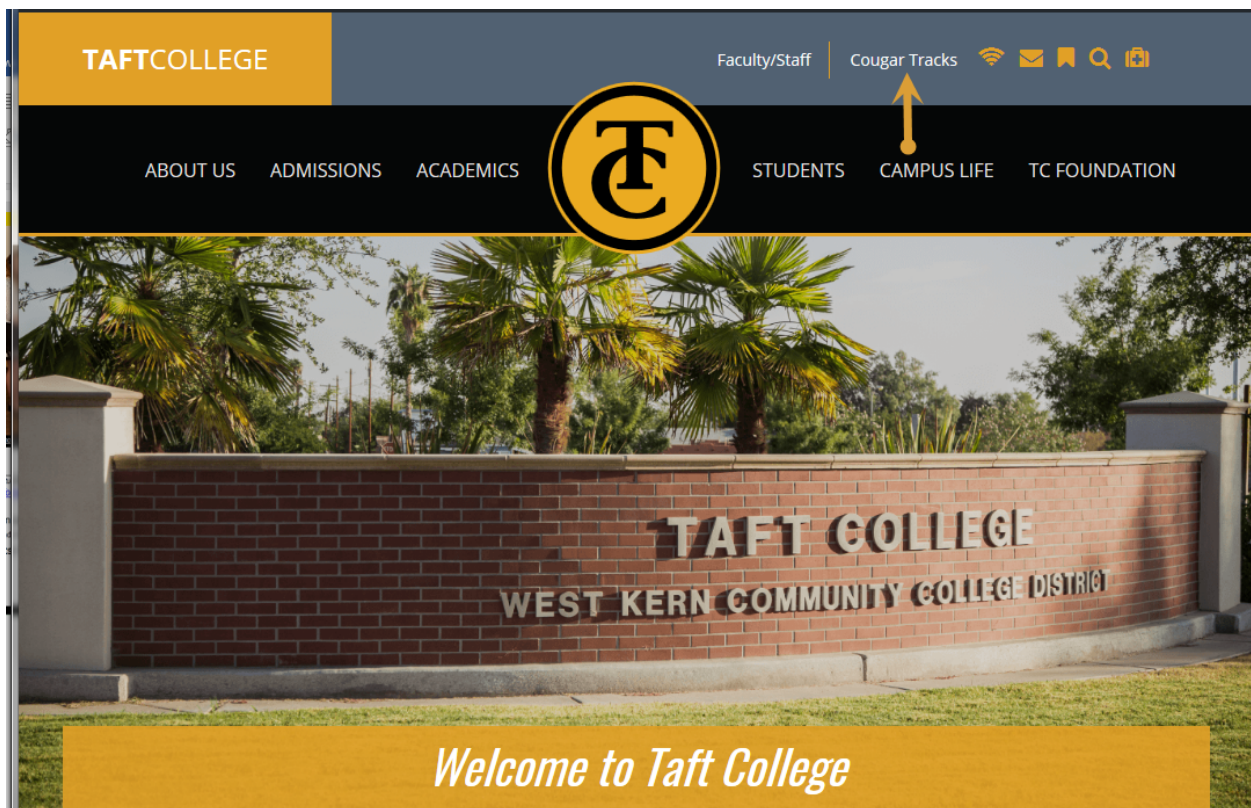 TAFTCOLLEGE
Faculty/Staff
Cougar Tracks
ABOUT US
ADMISSIONS
ACADEMICS
TC
STUDENTS
CAMPUS LIFE
TC FOUNDATION
TAFT COLLEGE
WEST KERN COMMUNITY COLLEGE DISTRICT
Welcome to Taft College